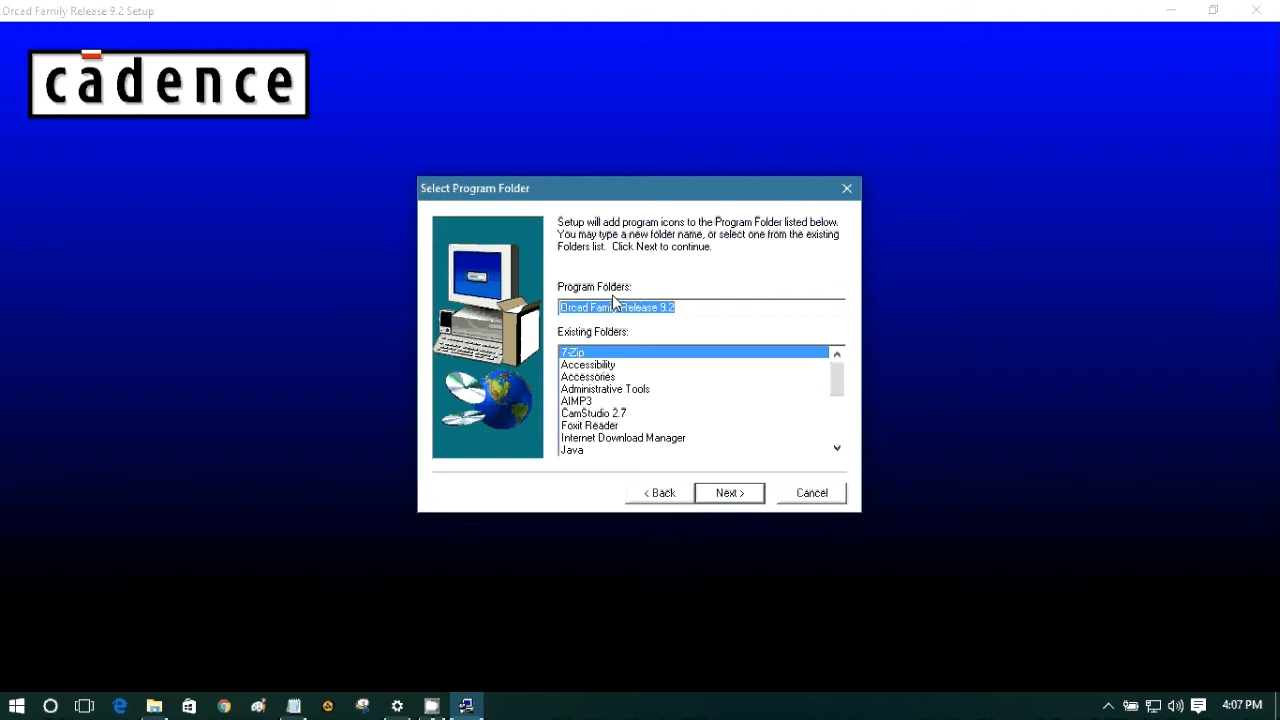 Orcad Family Release 9.2 Setup
cadence
Select Program Folder
Setup will add program icons to the Program Folder listed below.
You may type a new folder name, or select one from the existing
Folders list. Click Next to continue.
Program Folders:
Orcad Family Release 9.2
Existing Folders:
7-Zip
Accessibility
Accessories
Administrative Tools
AIMP3
CamStudio 2.7
Foxit Reader
Internet Download Manager
Java
< Back
Next >
Cancel
4:07 PM